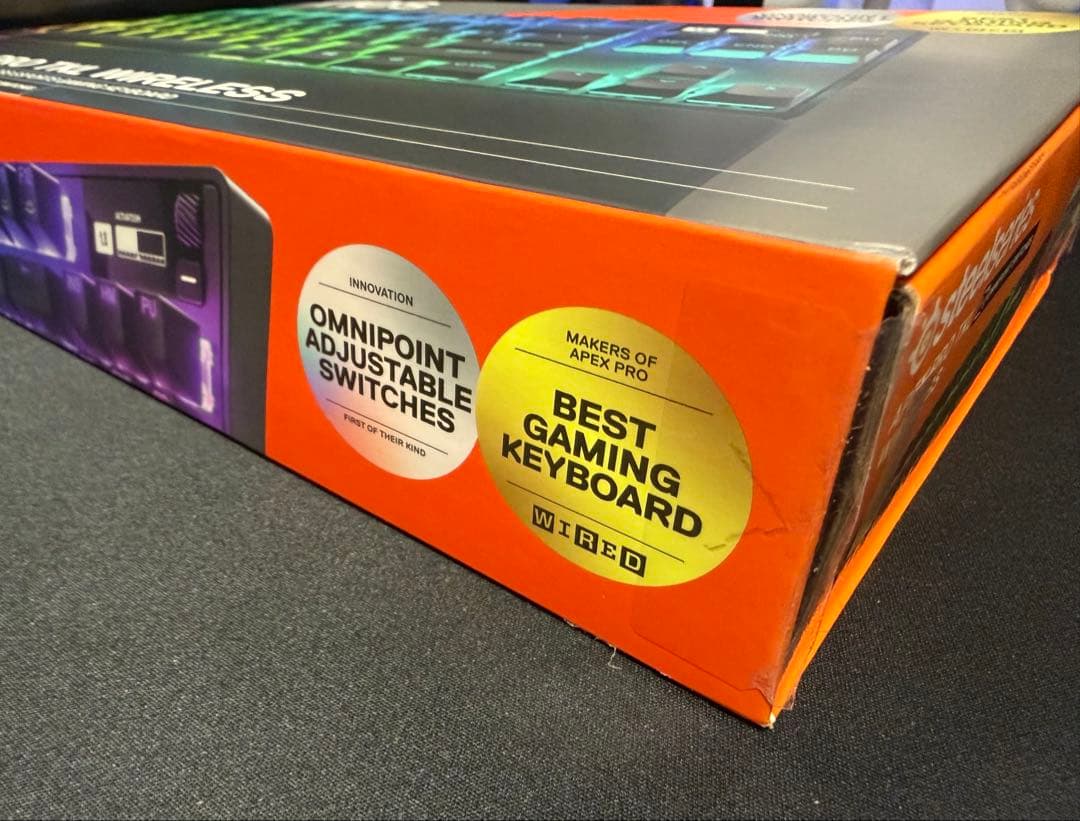 PRO TKL WIRELESS
ACTUATION
INNOVATION
OMNIPOINT
ADJUSTABLE
SWITCHES
FIRST OF THEIR KIND
MAKERS OF
APEX PRO
BEST
GAMING
KEYBOARD
WIRED
steelseries